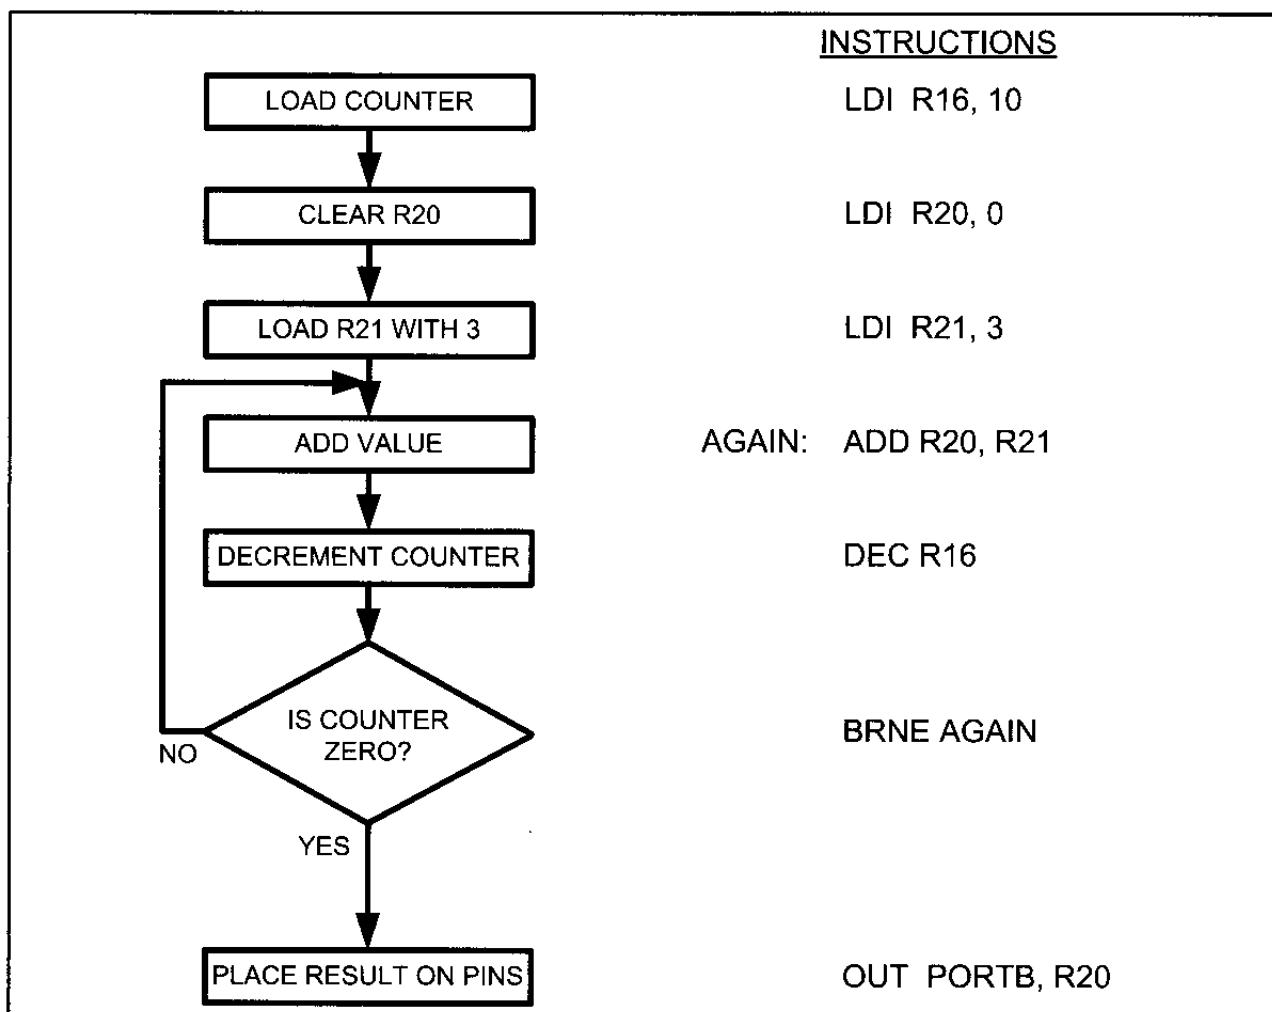 INSTRUCTIONS
LOAD COUNTER
LDI R16, 10
CLEAR R20
LDI R20, 0
LOAD R21 WITH 3
LDI R21, 3
ADD VALUE
AGAIN: ADD R20, R21
DECREMENT COUNTER
DEC R16
IS COUNTER
ZERO?
NO
BRNE AGAIN
YES
PLACE RESULT ON PINS
OUT PORTB, R20